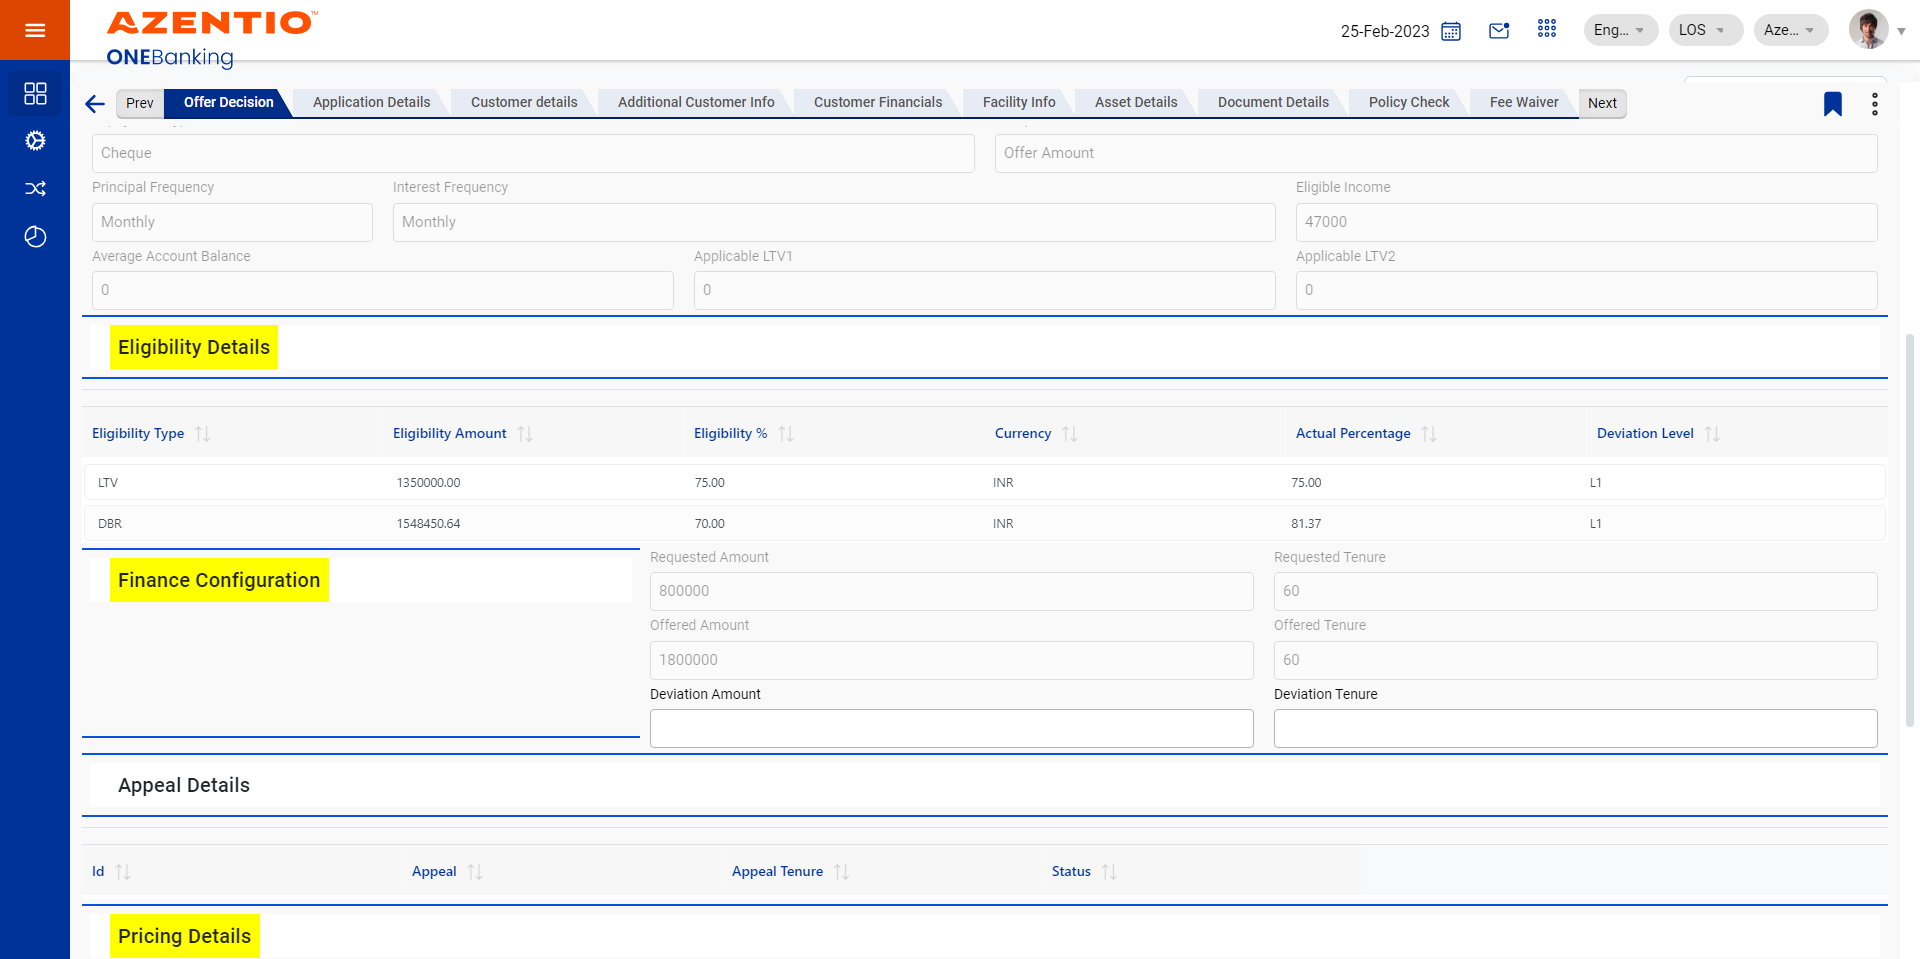 AZENTIO™
ONEBanking
25-Feb-2023
Eng...
LOS
Aze...
Prev
Offer Decision
Application Details
Customer details
Additional Customer Info
Customer Financials
Facility Info
Asset Details
Document Details
Policy Check
Fee Waiver
Next
Cheque
Offer Amount
Principal Frequency
Interest Frequency
Eligible Income
Monthly
Monthly
47000
Average Account Balance
Applicable LTV1
Applicable LTV2
0
0
0
Eligibility Details
Eligibility Type
Eligibility Amount
Eligibility %
Currency
Actual Percentage
Deviation Level
LTV 1350000.00 75.00 INR 75.00 L1
DBR 1548450.64 70.00 INR 81.37 L1
Finance Configuration
Requested Amount
Requested Tenure
800000
60
Offered Amount
Offered Tenure
1800000
60
Deviation Amount
Deviation Tenure
Appeal Details
Id
Appeal
Appeal Tenure
Status
Pricing Details